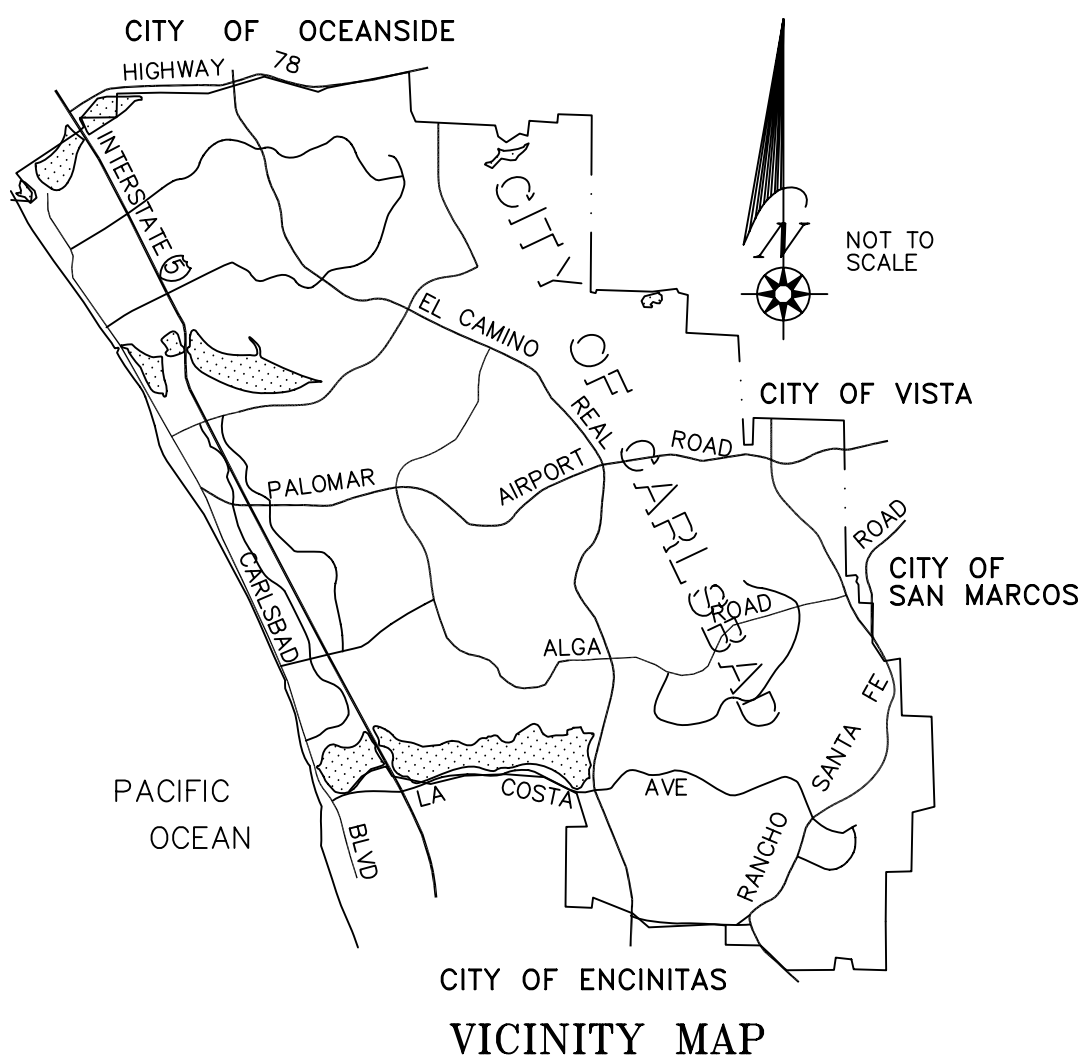 CITY OF OCEANSIDE
HIGHWAY 78
INTERSTATE 5
CITY OF CARLSBAD
N
NOT TO
SCALE
EL CAMINO REAL
CITY OF VISTA
PALOMAR AIRPORT ROAD
ROAD
CITY OF
SAN MARCOS
CARLSBAD BLVD
ALGA ROAD
RANCHO SANTA FE
LA COSTA AVE
PACIFIC
OCEAN
CITY OF ENCINITAS
VICINITY MAP